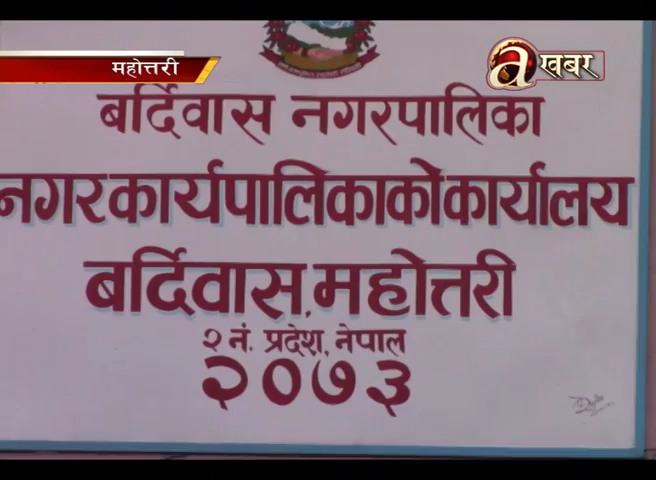 महोत्तरी
a खबर
बर्दिवास नगरपालिका
नगरकार्यपालिकाको कार्यालय
बर्दिवास, महोत्तरी
२ नं. प्रदेश, नेपाल
२०७३